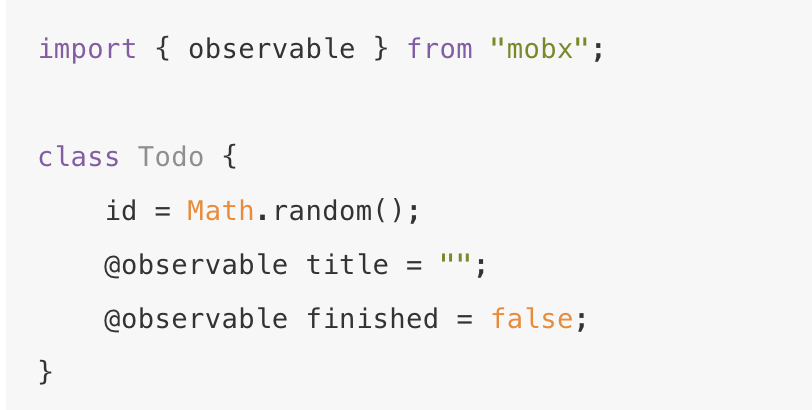 import { observable } from "mobx";
class Todo {
    id = Math.random();
    @observable title = "";
    @observable finished = false;
}